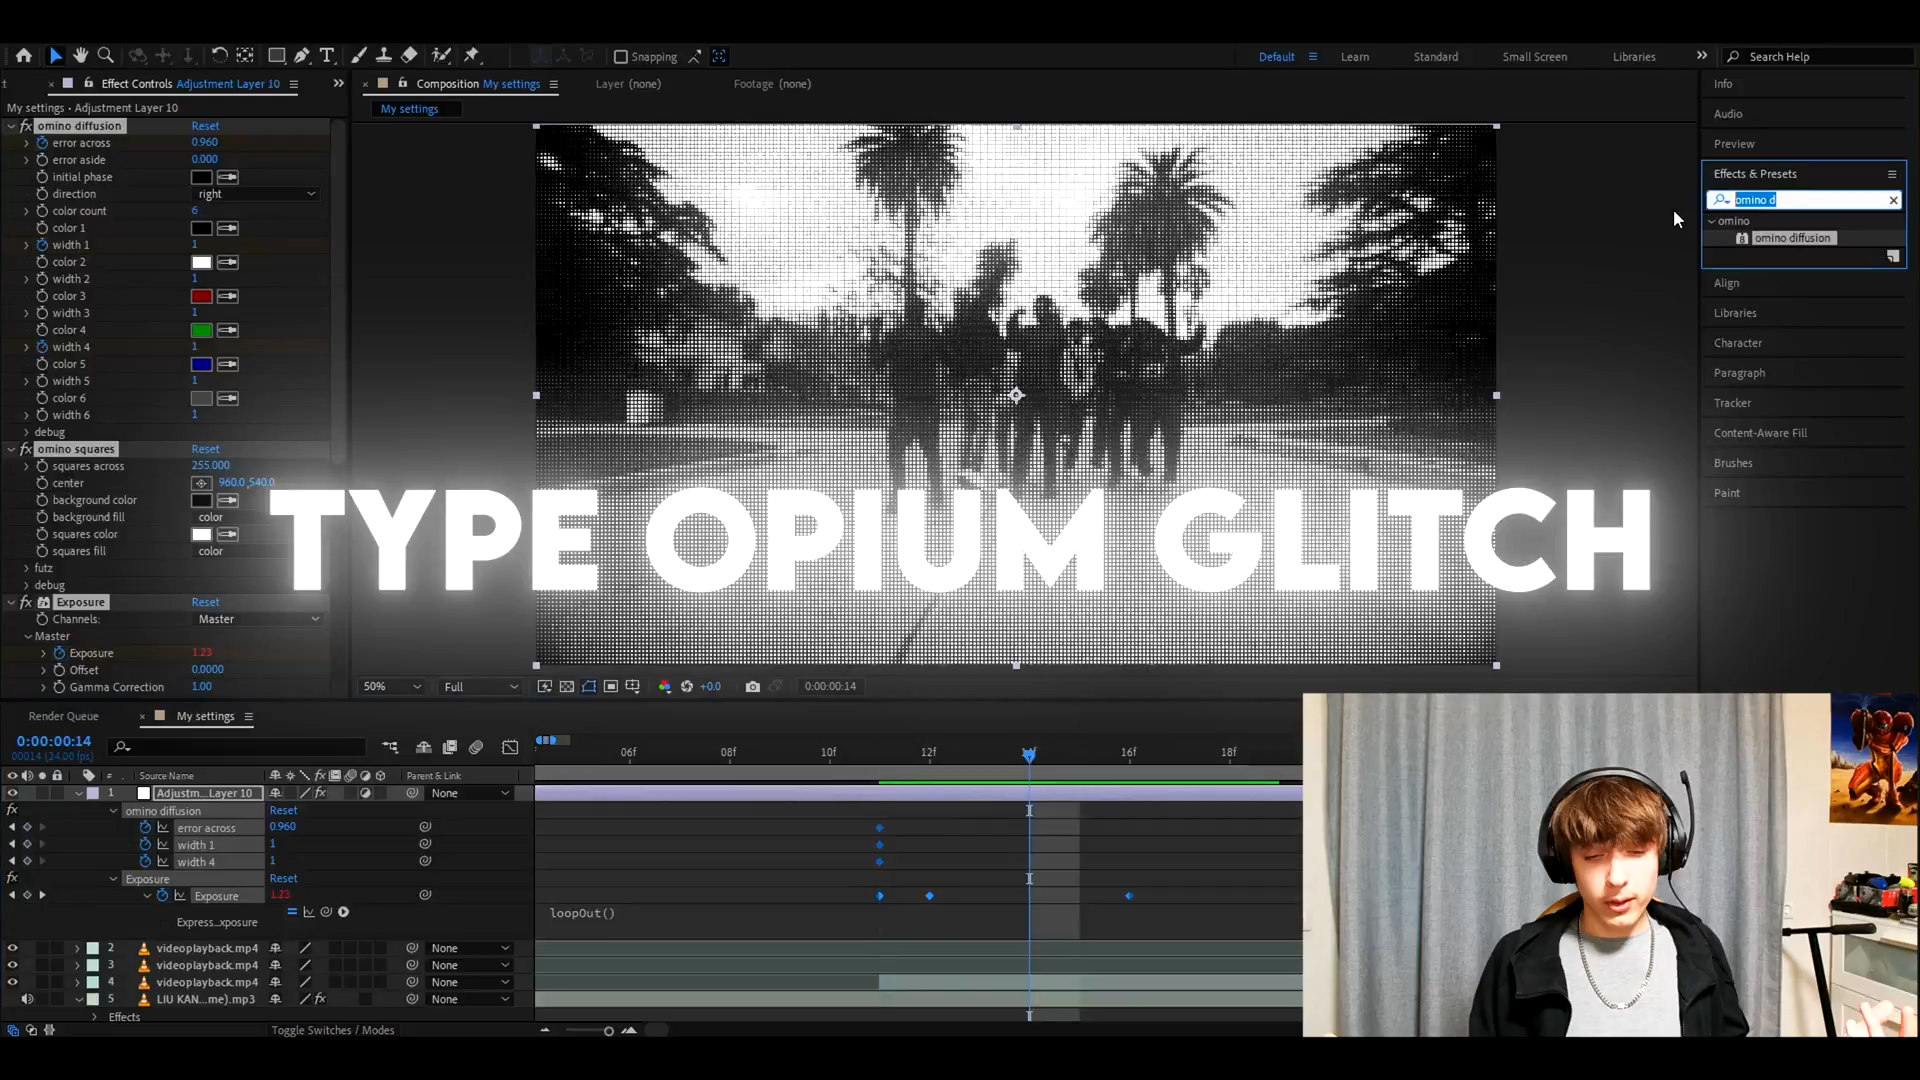 Snapping
Default
Learn
Standard
Small Screen
Libraries
Search Help
Effect Controls Adjustment Layer 10
My settings • Adjustment Layer 10
omino diffusion Reset
error across 0.960
error aside 0.000
initial phase
direction right
color count 6
color 1
width 1 1
color 2
width 2 1
color 3
width 3 1
color 4
width 4 1
color 5
width 5 1
color 6
width 6 1
debug
omino squares Reset
squares across 255.000
center 960.0,540.0
background color
background fill color
squares color
squares fill color
futz
debug
Exposure Reset
Channels: Master
Master
Exposure 1.23
Offset 0.0000
Gamma Correction 1.00
Composition My settings
Layer (none)
Footage (none)
My settings
TYPE OPIUM GLITCH
50% Full +0.0 0:00:00:14
Info
Audio
Preview
Effects & Presets
omino d
omino
omino diffusion
Align
Libraries
Character
Paragraph
Tracker
Content-Aware Fill
Brushes
Paint
Render Queue
My settings
0:00:00:14
00014 (24.00 fps)
06f 08f 10f 12f 14f 16f 18f
# Source Name Parent & Link
1 Adjustm...Layer 10 None
omino diffusion Reset
error across 0.960
width 1 1
width 4 1
Exposure Reset
Exposure 1.23
Express...xposure loopOut()
2 videoplayback.mp4 None
3 videoplayback.mp4 None
4 videoplayback.mp4 None
5 LIU KAN...me).mp3 None
Effects
Toggle Switches / Modes